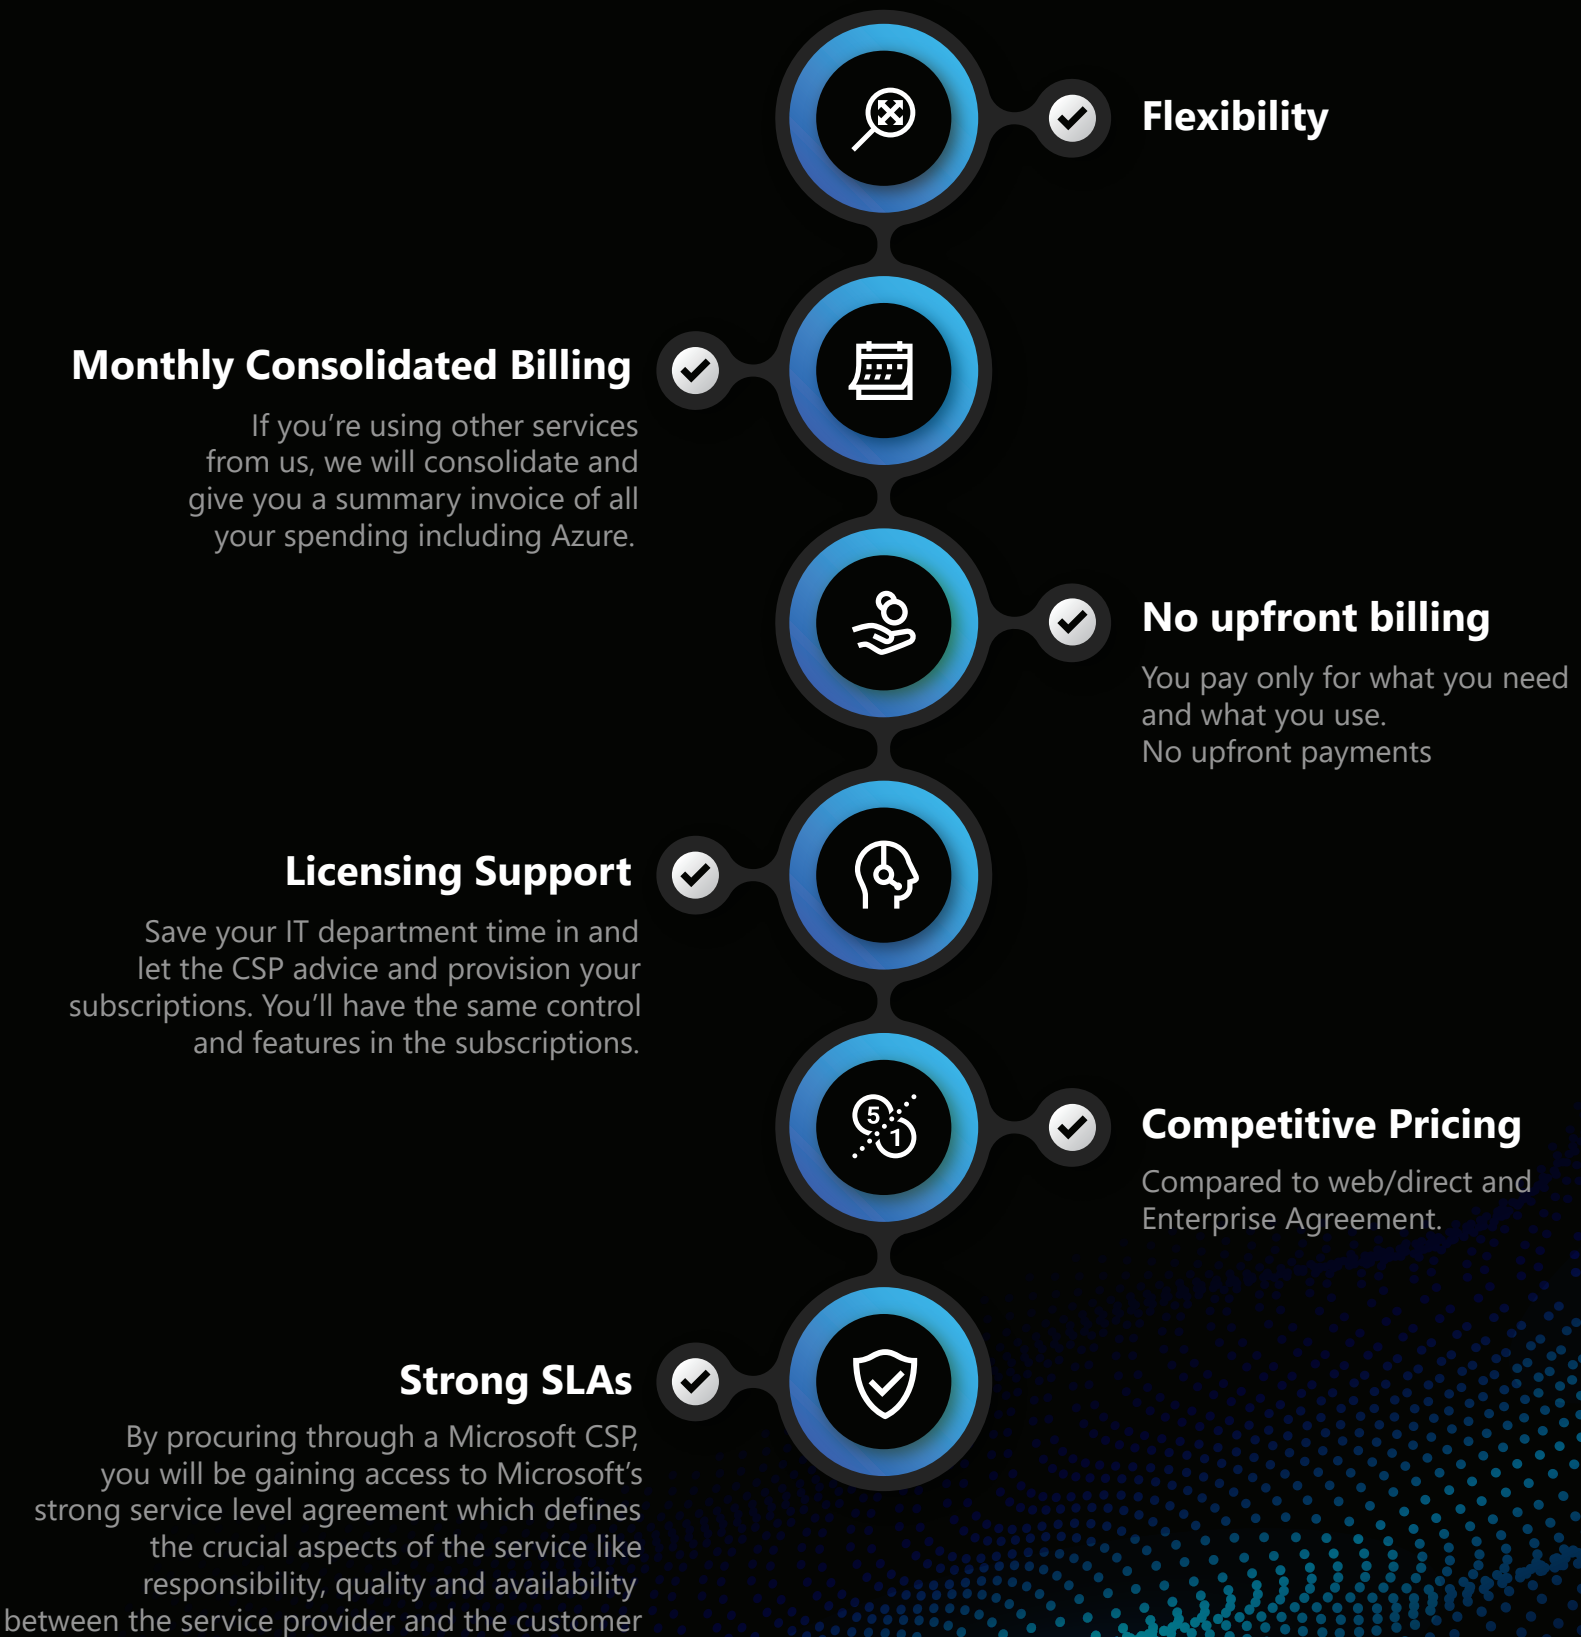 Flexibility
Monthly Consolidated Billing
If you're using other services
from us, we will consolidate and
give you a summary invoice of all
your spending including Azure.
No upfront billing
You pay only for what you need
and what you use.
No upfront payments
Licensing Support
Save your IT department time in and
let the CSP advice and provision your
subscriptions. You'll have the same control
and features in the subscriptions.
5
1
Competitive Pricing
Compared to web/direct and
Enterprise Agreement.
Strong SLAs
By procuring through a Microsoft CSP,
you will be gaining access to Microsoft's
strong service level agreement which defines
the crucial aspects of the service like
responsibility, quality and availability
between the service provider and the customer